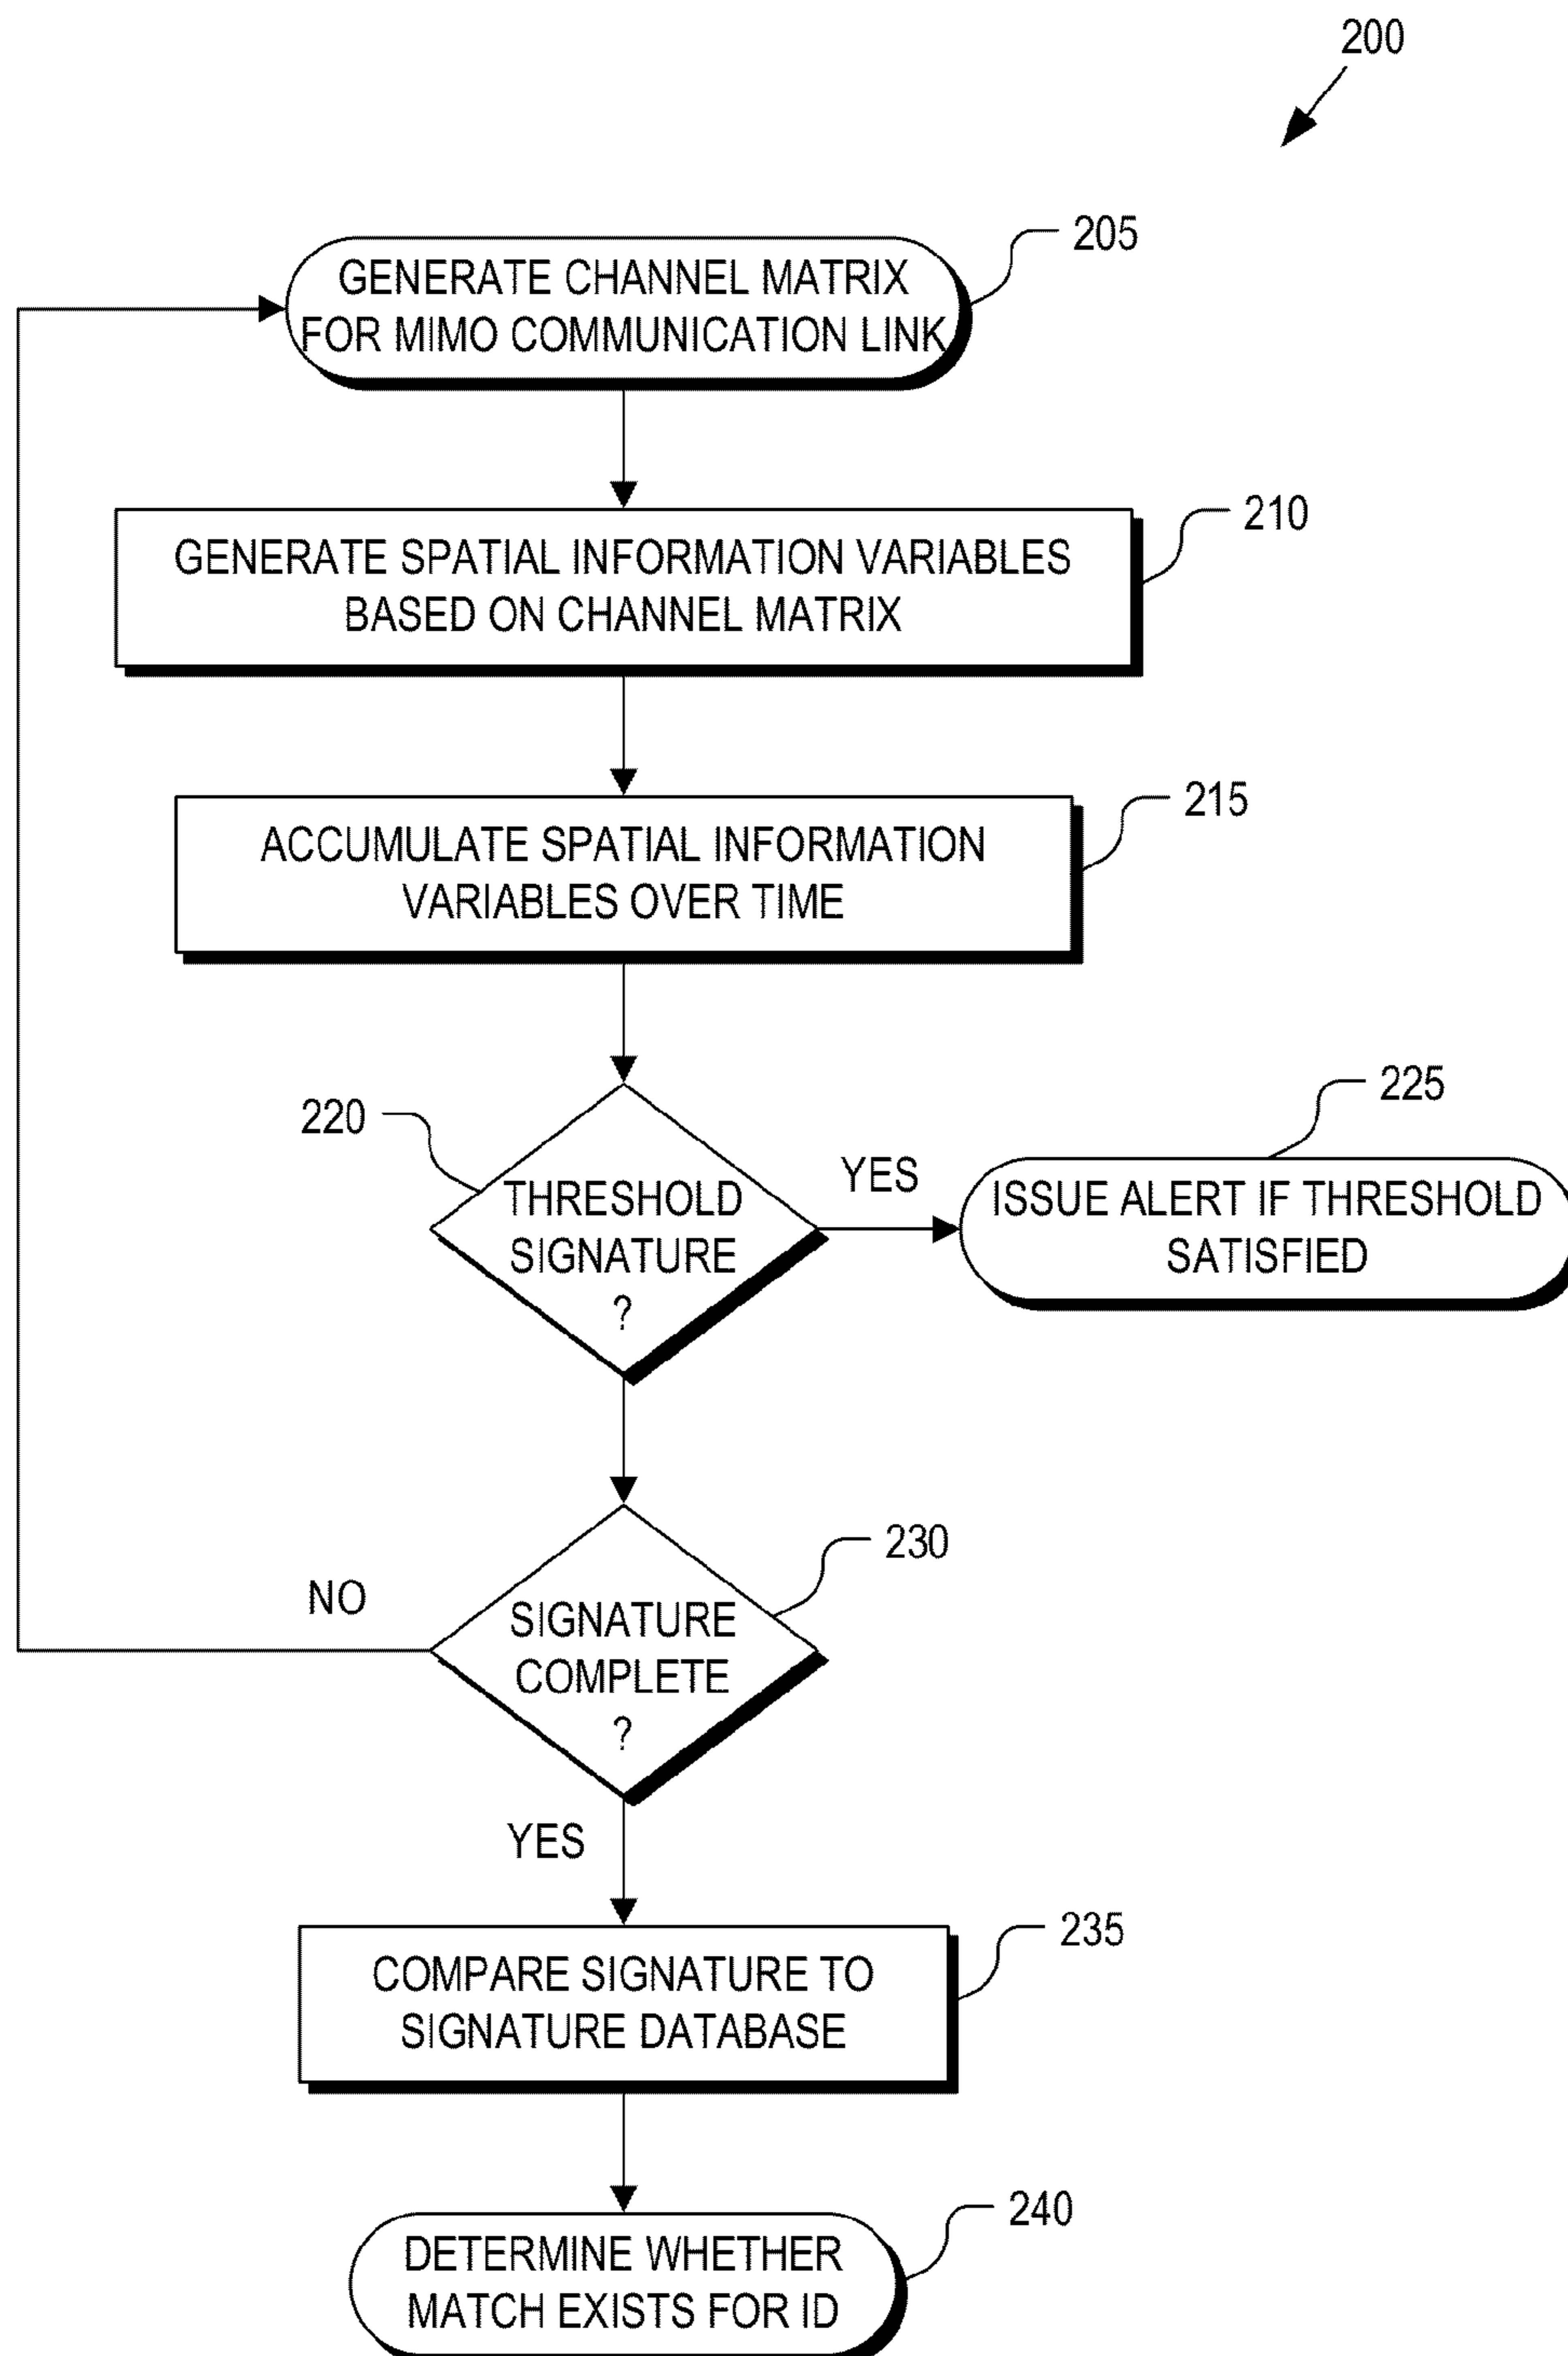 200
205
GENERATE CHANNEL MATRIX
FOR MIMO COMMUNICATION LINK
210
GENERATE SPATIAL INFORMATION VARIABLES
BASED ON CHANNEL MATRIX
215
ACCUMULATE SPATIAL INFORMATION
VARIABLES OVER TIME
220
THRESHOLD
SIGNATURE
?
YES
225
ISSUE ALERT IF THRESHOLD
SATISFIED
230
NO
SIGNATURE
COMPLETE
?
YES
235
COMPARE SIGNATURE TO
SIGNATURE DATABASE
240
DETERMINE WHETHER
MATCH EXISTS FOR ID